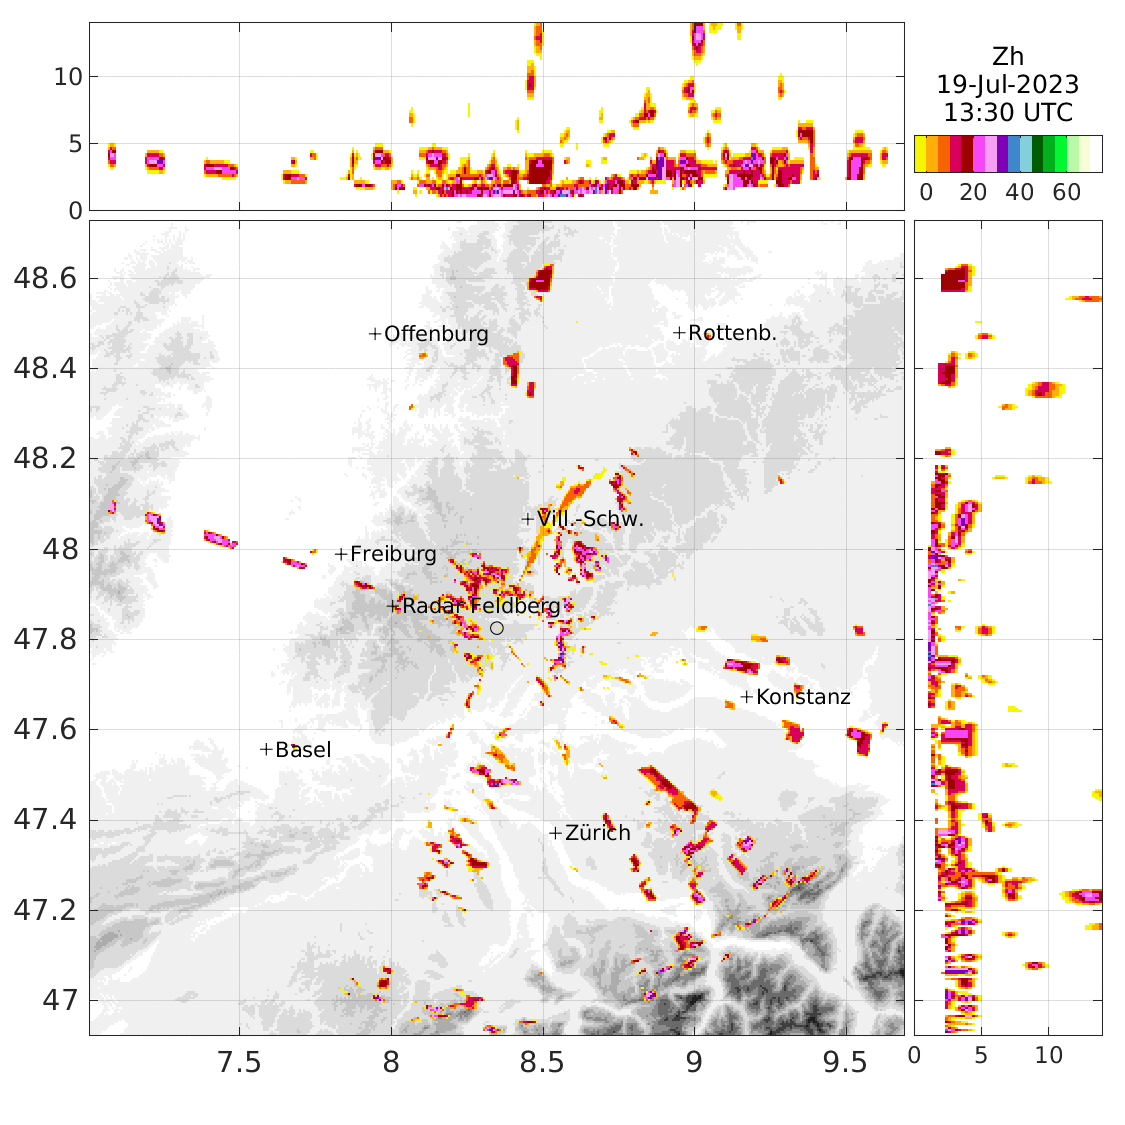 Zh
19-Jul-2023
13:30 UTC
0 20 40 60
10
5
0
48.6
48.4
48.2
48
47.8
47.6
47.4
47.2
47
+Offenburg
+Rottenb.
+Vill.-Schw.
+Freiburg
+Radar Feldberg
+Konstanz
+Basel
+Zürich
7.5 8 8.5 9 9.5
0 5 10